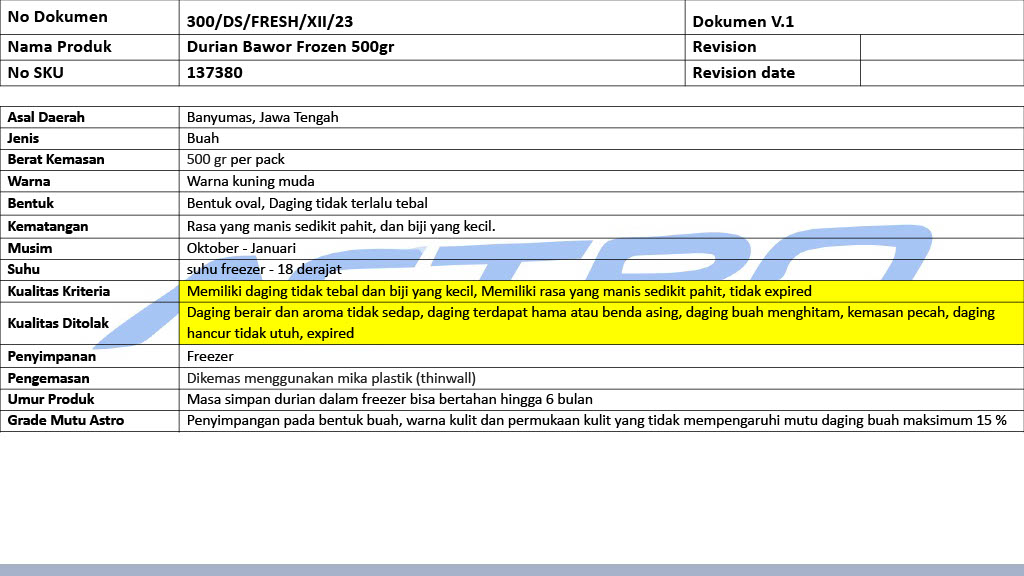 No Dokumen 300/DS/FRESH/XII/23 Dokumen V.1
Nama Produk Durian Bawor Frozen 500gr Revision
No SKU 137380 Revision date
Asal Daerah Banyumas, Jawa Tengah
Jenis Buah
Berat Kemasan 500 gr per pack
Warna Warna kuning muda
Bentuk Bentuk oval, Daging tidak terlalu tebal
Kematangan Rasa yang manis sedikit pahit, dan biji yang kecil.
Musim Oktober - Januari
Suhu suhu freezer - 18 derajat
Kualitas Kriteria Memiliki daging tidak tebal dan biji yang kecil, Memiliki rasa yang manis sedikit pahit, tidak expired
Kualitas Ditolak Daging berair dan aroma tidak sedap, daging terdapat hama atau benda asing, daging buah menghitam, kemasan pecah, daging
hancur tidak utuh, expired
Penyimpanan Freezer
Pengemasan Dikemas menggunakan mika plastik (thinwall)
Umur Produk Masa simpan durian dalam freezer bisa bertahan hingga 6 bulan
Grade Mutu Astro Penyimpangan pada bentuk buah, warna kulit dan permukaan kulit yang tidak mempengaruhi mutu daging buah maksimum 15 %
ASTRO